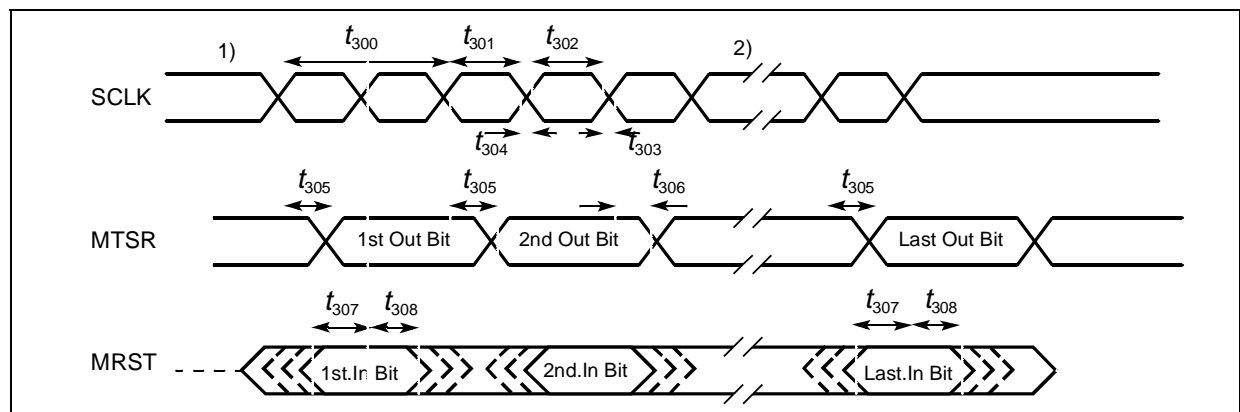 1) t300 t301 t302 2)
SCLK
t304 t303
t305 t305 t306 t305
MTSR 1st Out Bit 2nd Out Bit Last Out Bit
t307 t308 t307 t308
MRST 1st.In Bit 2nd.In Bit Last.In Bit